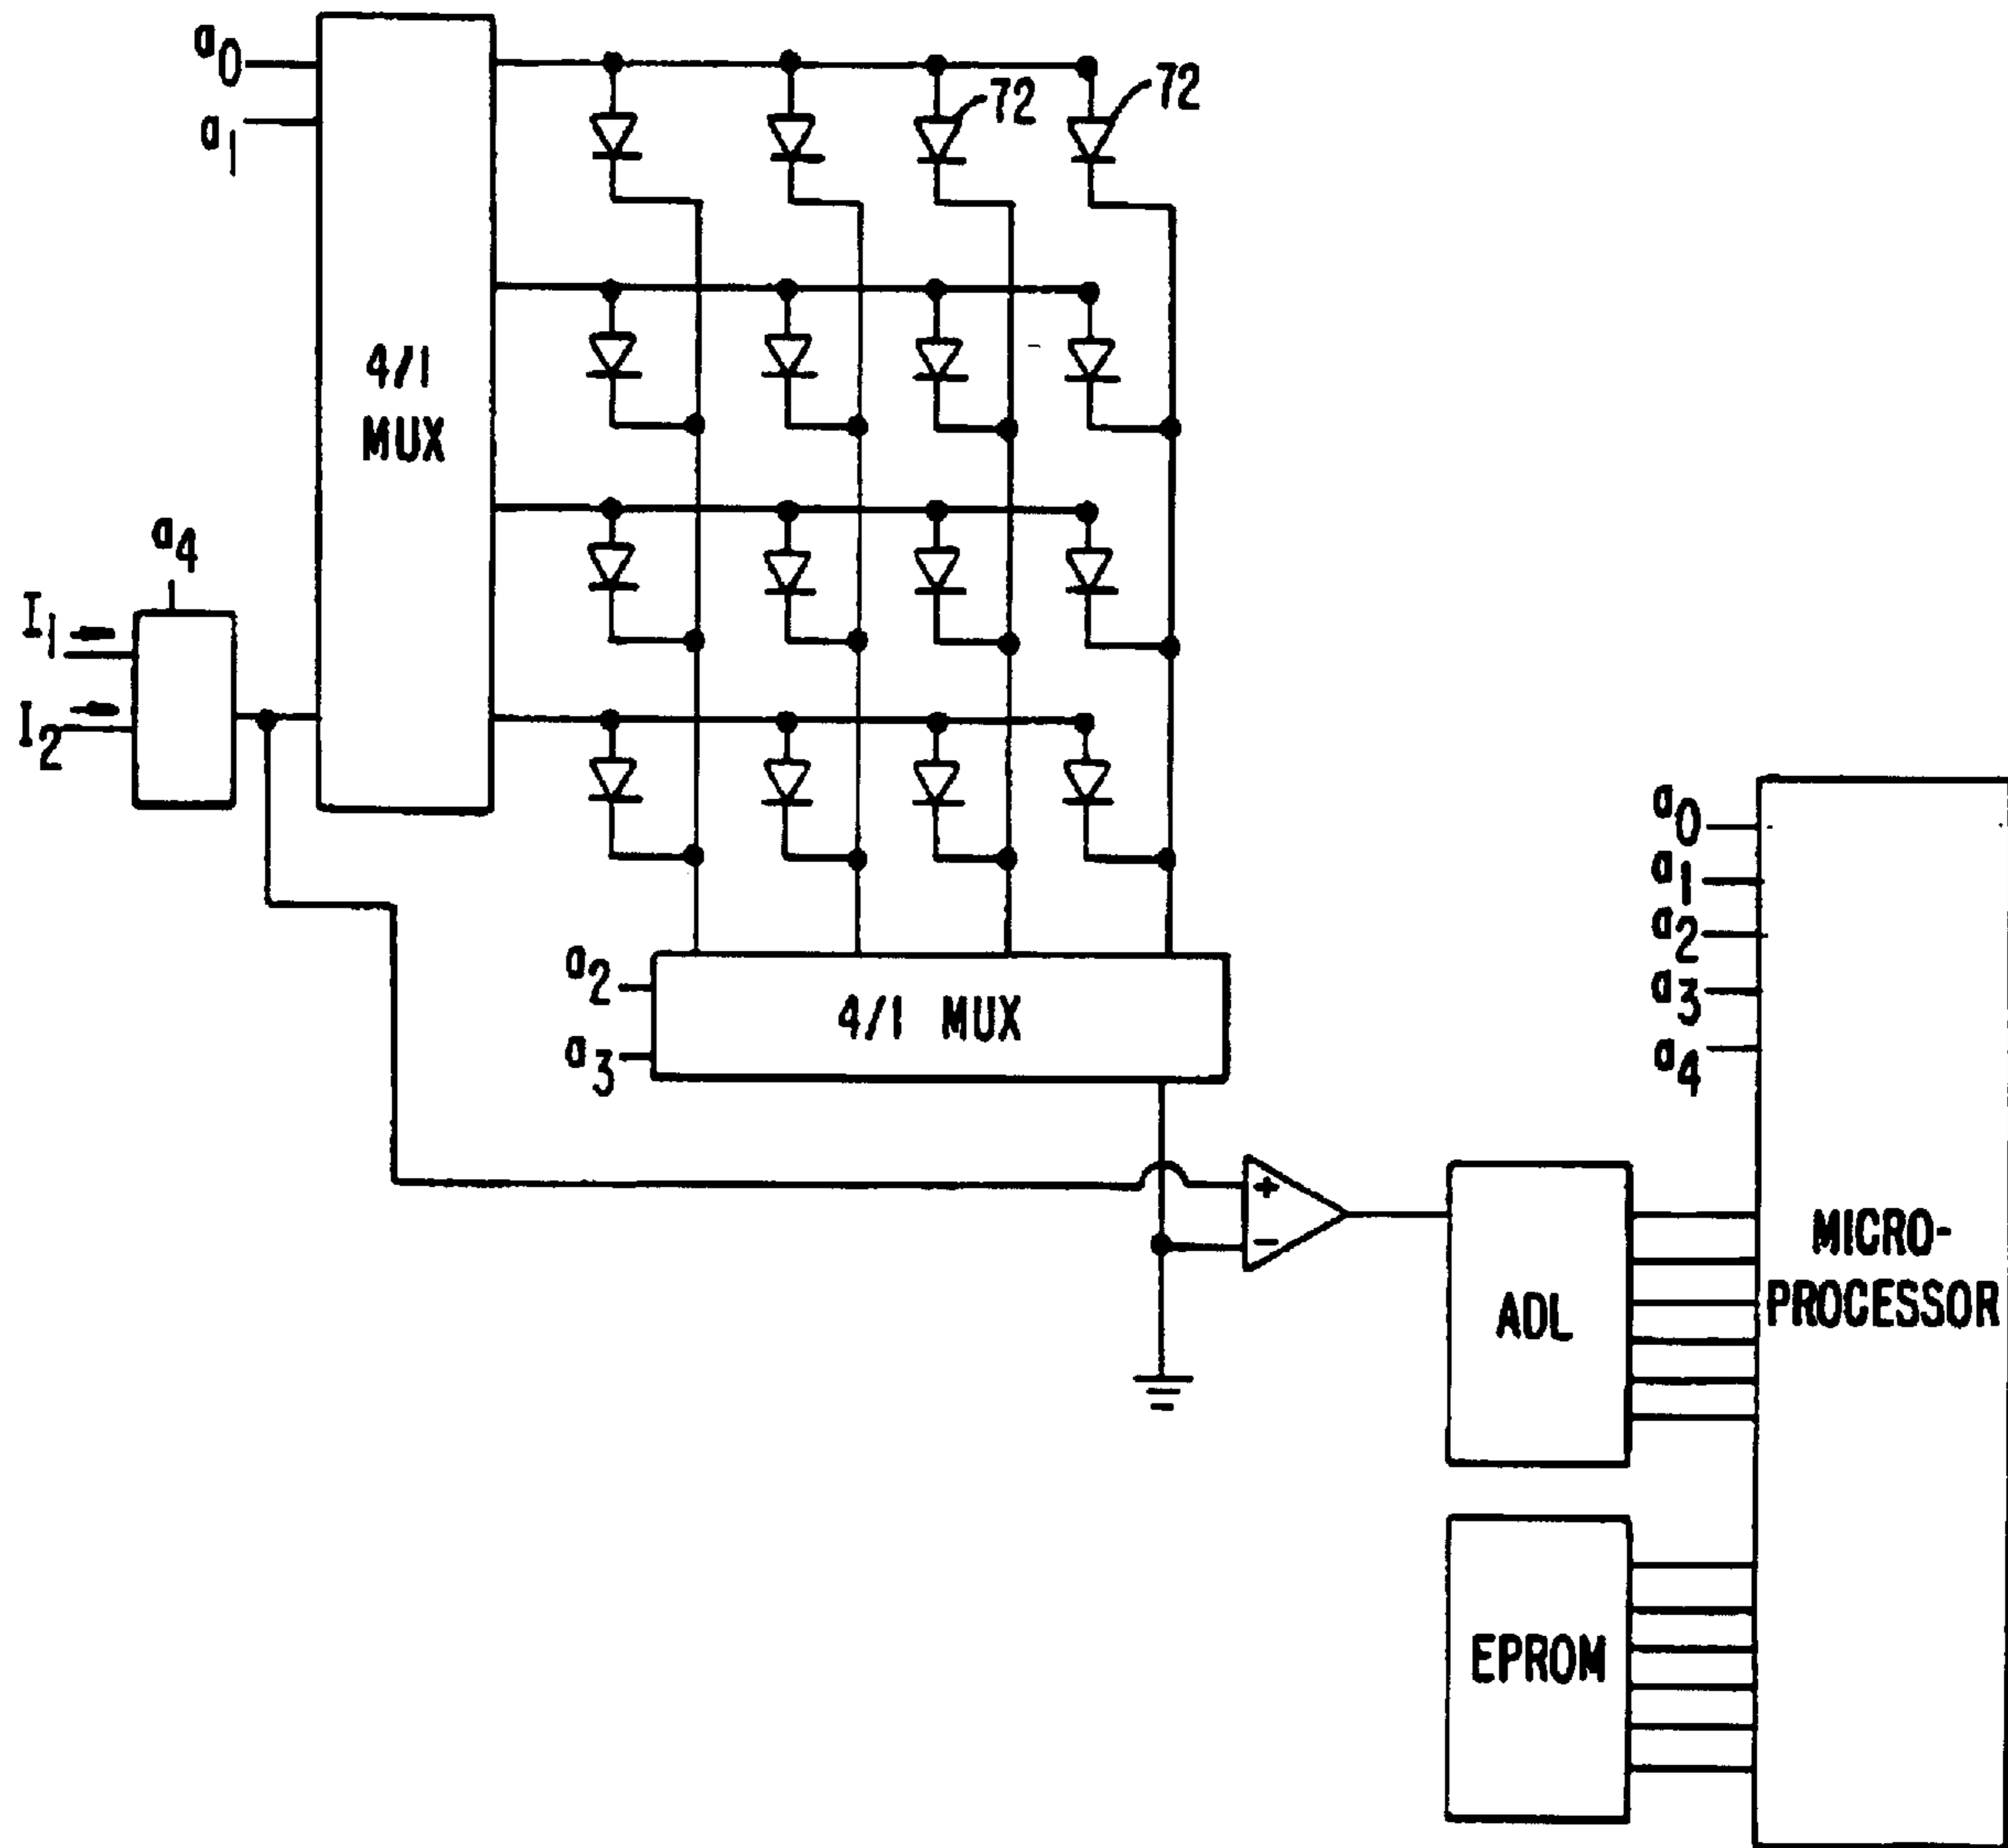 a0
a1
72
72
4/1
MUX
a4
I1
I2
a0
a1
a2
a3
a4
a2
a3
4/1 MUX
+
−
MICRO-
PROCESSOR
ADL
EPROM